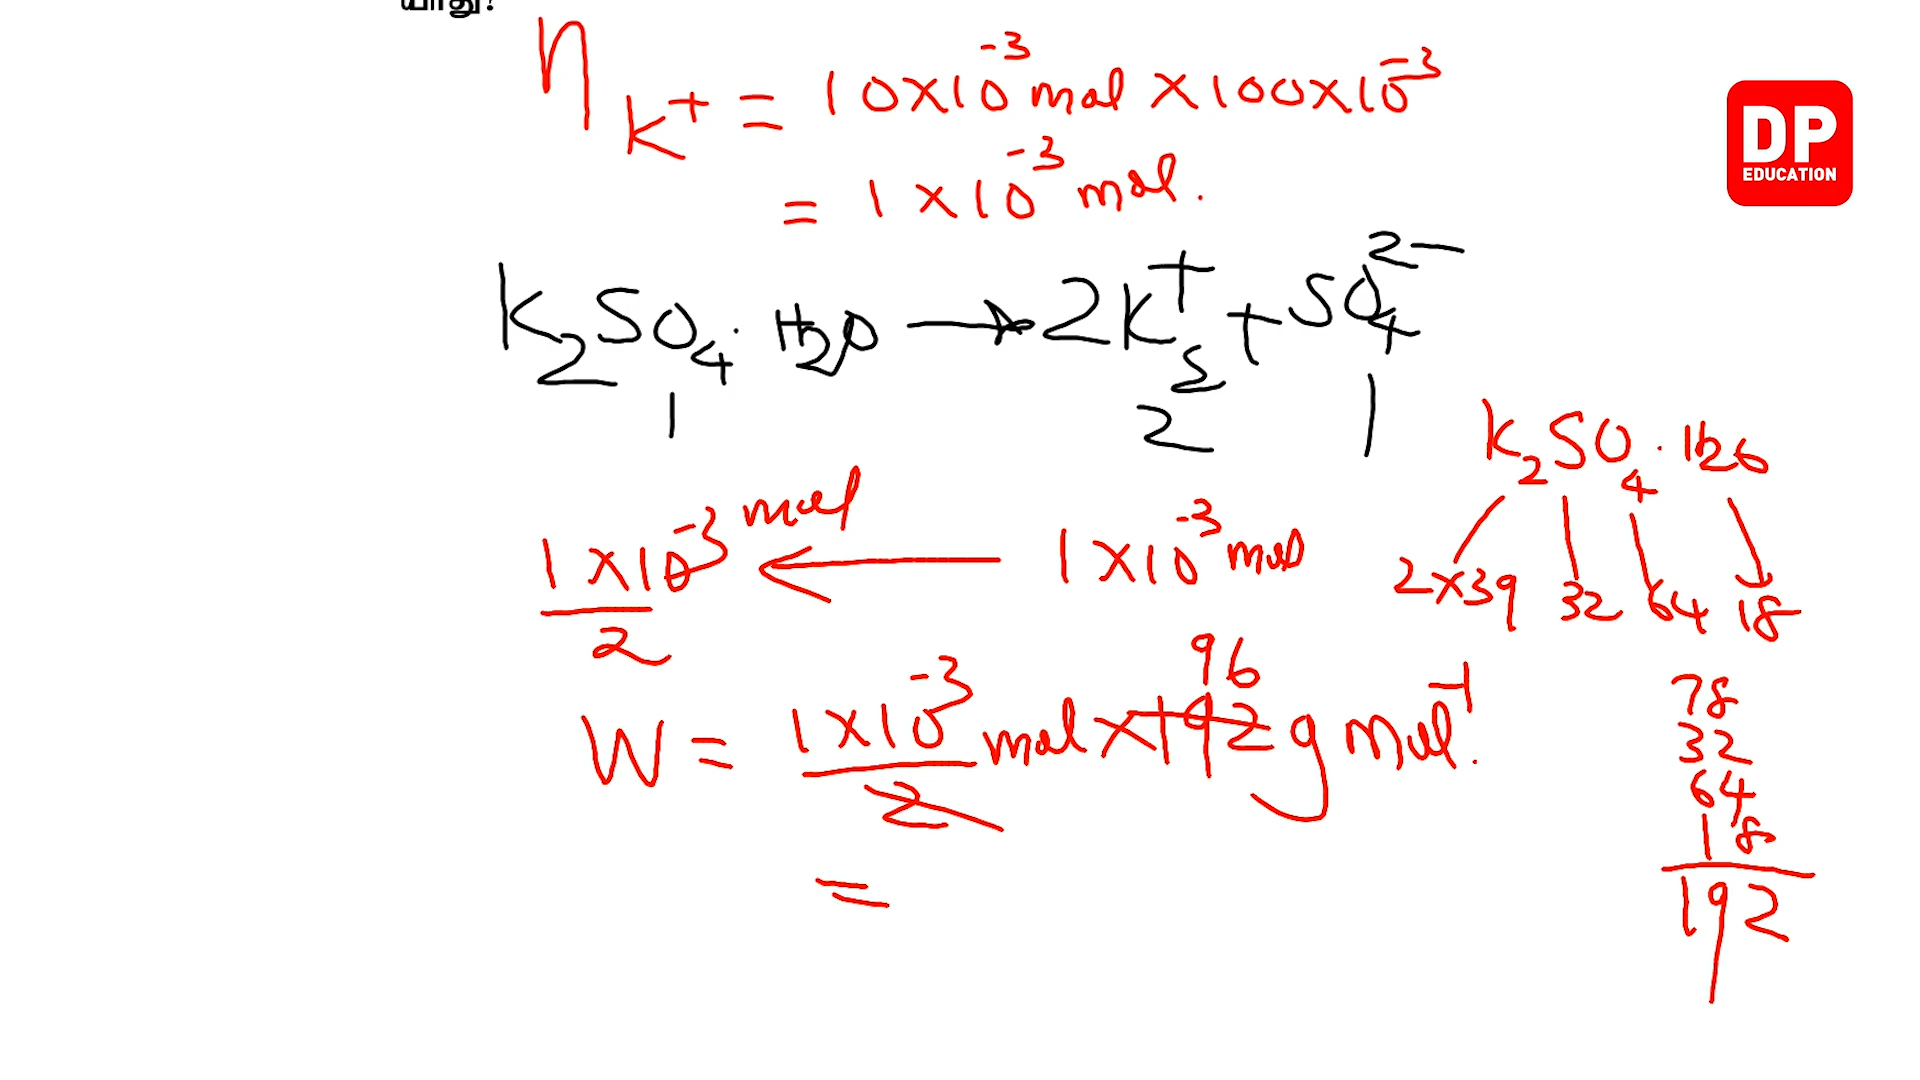 யாது?
η K⁺ = 10×10⁻³ mol × 100×10⁻³
= 1 × 10⁻³ mol.
DP
EDUCATION
K₂SO₄ · H₂O → 2K⁺ + SO₄²⁻
1 2 1
K₂SO₄ · H₂O
2×39 32 64 18
1×10⁻³/2 mol ← 1×10⁻³ mol
96
W = 1×10⁻³/2 mol × 192 g mol⁻¹.
=
78
32
64
18
192